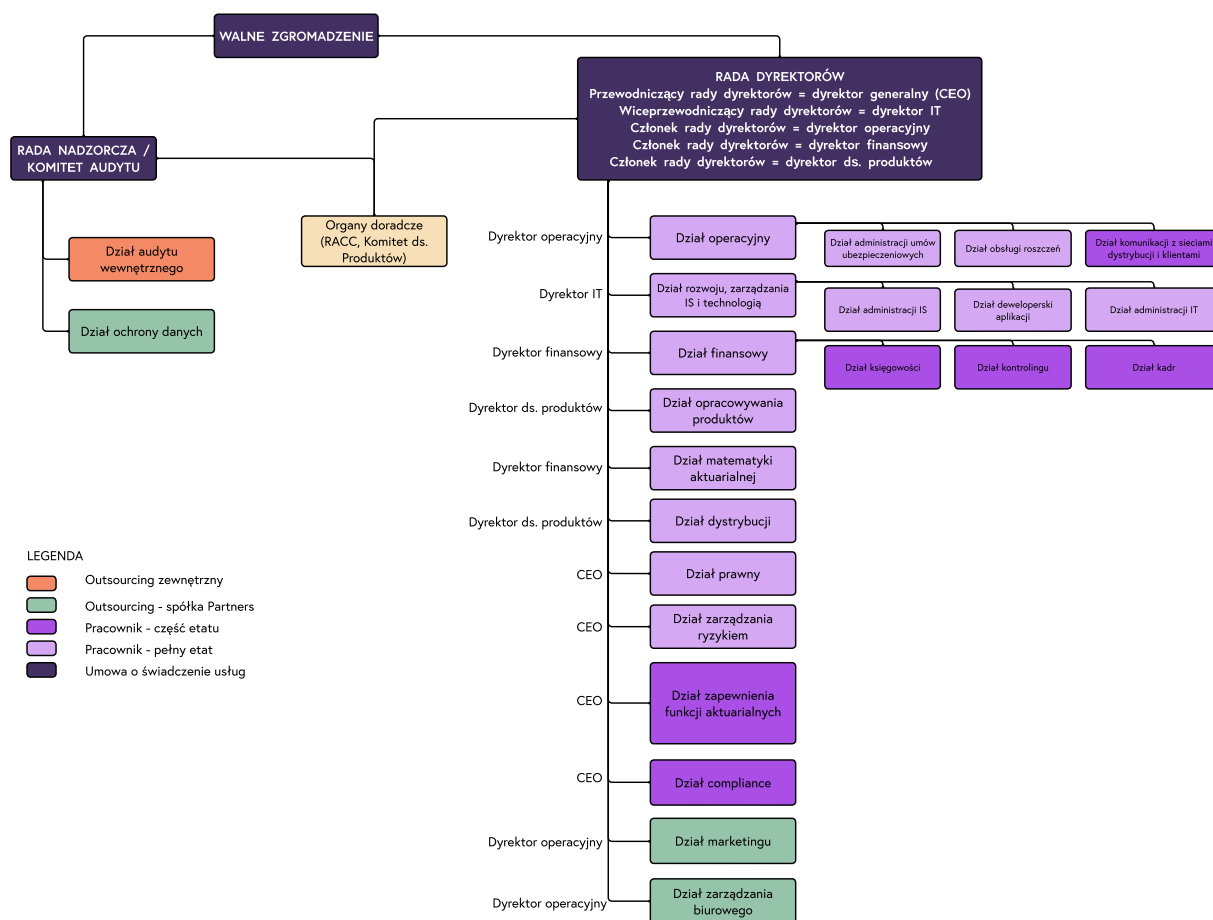 WALNE ZGROMADZENIE
RADA DYREKTORÓW
Przewodniczący rady dyrektorów = dyrektor generalny (CEO)
Wiceprzewodniczący rady dyrektorów = dyrektor IT
Członek rady dyrektorów = dyrektor operacyjny
Członek rady dyrektorów = dyrektor finansowy
Członek rady dyrektorów = dyrektor ds. produktów
RADA NADZORCZA /
KOMITET AUDYTU
Organy doradcze
(RACC, Komitet ds.
Produktów)
Dział audytu
wewnętrznego
Dział ochrony danych
Dyrektor operacyjny
Dział operacyjny
Dział administracji umów
ubezpieczeniowych
Dział obsługi roszczeń
Dział komunikacji z sieciami
dystrybucji i klientami
Dyrektor IT
Dział rozwoju, zarządzania
IS i technologią
Dział administracji IS
Dział deweloperski
aplikacji
Dział administracji IT
Dyrektor finansowy
Dział finansowy
Dział księgowości
Dział kontrolingu
Dział kadr
Dyrektor ds. produktów
Dział opracowywania
produktów
Dyrektor finansowy
Dział matematyki
aktuarialnej
Dyrektor ds. produktów
Dział dystrybucji
CEO
Dział prawny
CEO
Dział zarządzania
ryzykiem
CEO
Dział zapewnienia
funkcji aktuarialnych
CEO
Dział compliance
Dyrektor operacyjny
Dział marketingu
Dyrektor operacyjny
Dział zarządzania
biurowego
LEGENDA
Outsourcing zewnętrzny
Outsourcing - spółka Partners
Pracownik - część etatu
Pracownik - pełny etat
Umowa o świadczenie usług